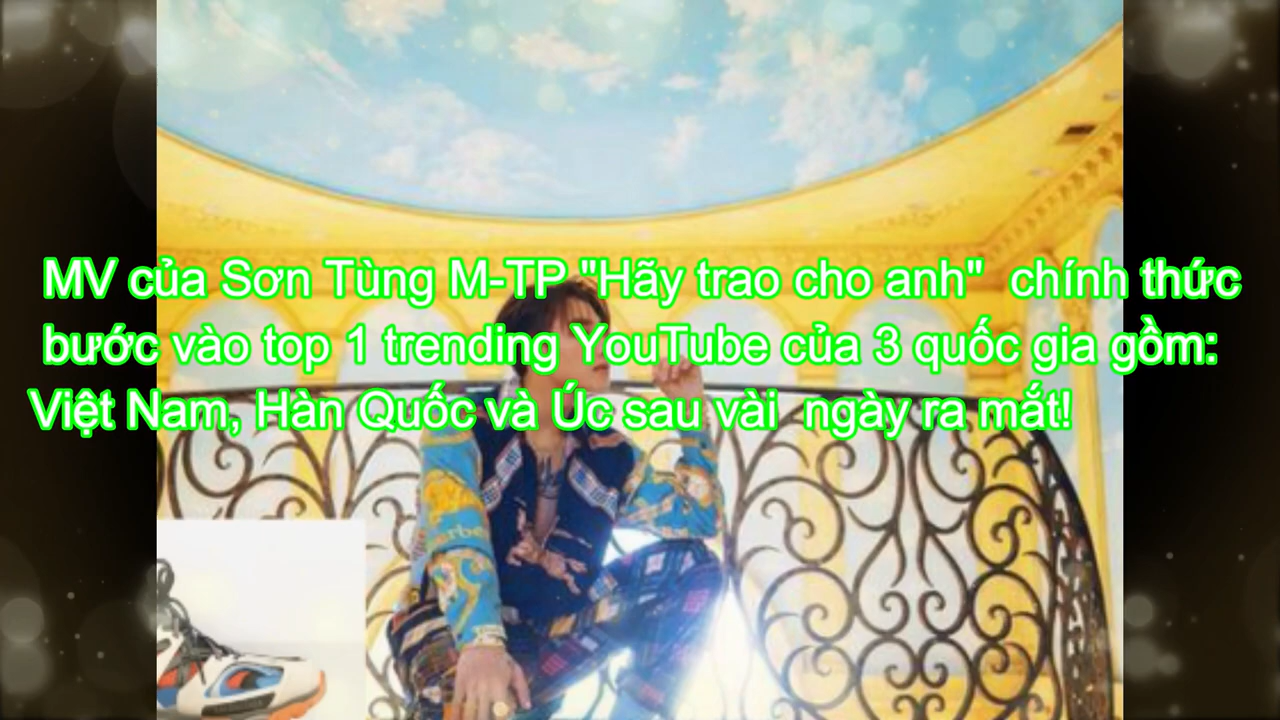 MV của Sơn Tùng M-TP "Hãy trao cho anh" chính thức
bước vào top 1 trending YouTube của 3 quốc gia gồm:
Việt Nam, Hàn Quốc và Úc sau vài ngày ra mắt!